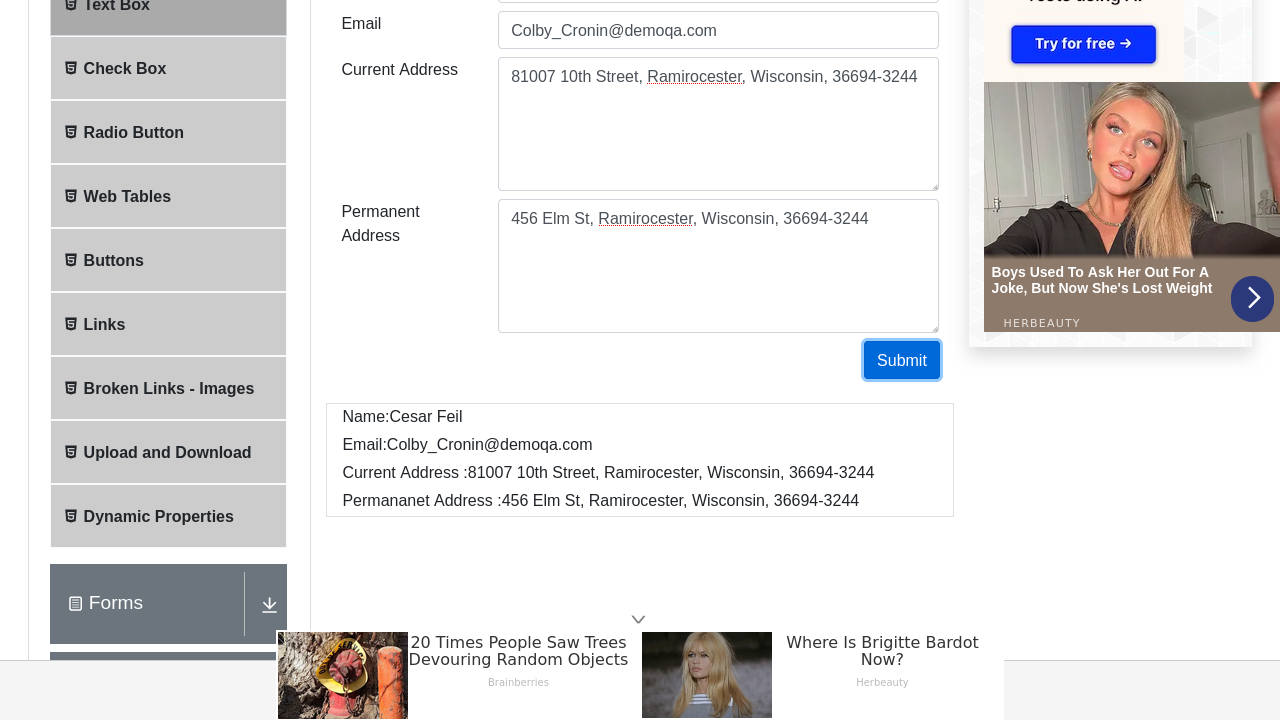 Text Box
Check Box
Radio Button
Web Tables
Buttons
Links
Broken Links - Images
Upload and Download
Dynamic Properties
Forms
Email
Colby_Cronin@demoqa.com
Current Address
81007 10th Street, Ramirocester, Wisconsin, 36694-3244
Permanent
Address
456 Elm St, Ramirocester, Wisconsin, 36694-3244
Submit
Name:Cesar Feil
Email:Colby_Cronin@demoqa.com
Current Address :81007 10th Street, Ramirocester, Wisconsin, 36694-3244
Permananet Address :456 Elm St, Ramirocester, Wisconsin, 36694-3244
Try for free →
Boys Used To Ask Her Out For A
Joke, But Now She's Lost Weight
HERBEAUTY
20 Times People Saw Trees
Devouring Random Objects
Brainberries
Where Is Brigitte Bardot
Now?
Herbeauty